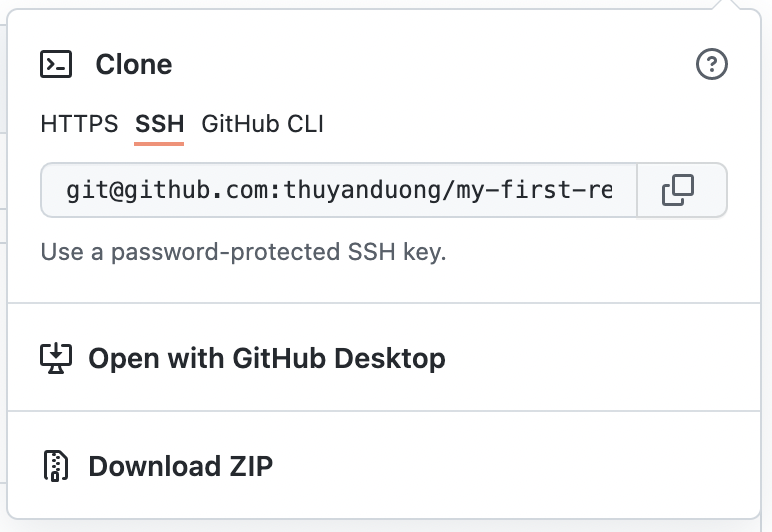 Clone
HTTPS SSH GitHub CLI
git@github.com:thuyanduong/my-first-re
Use a password-protected SSH key.
Open with GitHub Desktop
Download ZIP